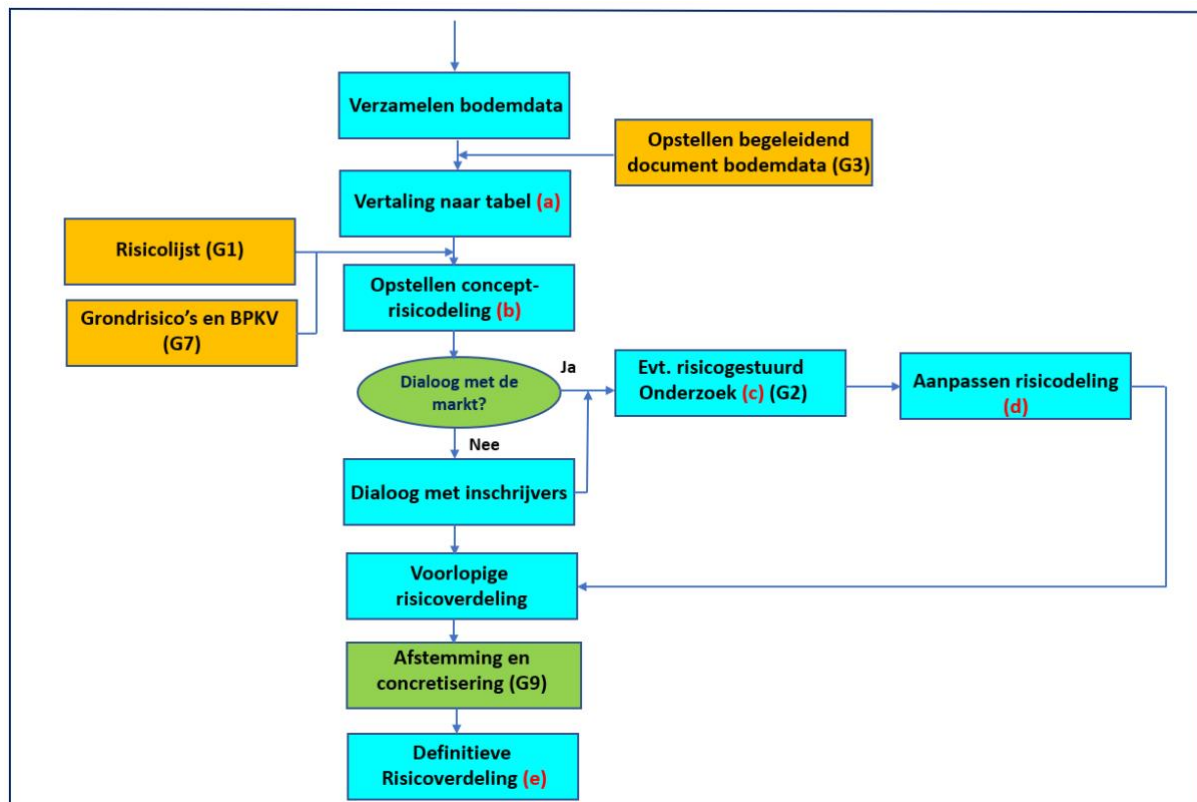 Verzamelen bodemdata
Opstellen begeleidend
document bodemdata (G3)
Vertaling naar tabel (a)
Risicolijst (G1)
Opstellen concept-
risicodeling (b)
Grondrisico's en BPKV
(G7)
Dialoog met de
markt?
Ja
Evt. risicogestuurd
Onderzoek (c) (G2)
Aanpassen risicodeling
(d)
Nee
Dialoog met inschrijvers
Voorlopige
risicoverdeling
Afstemming en
concretisering (G9)
Definitieve
Risicoverdeling (e)